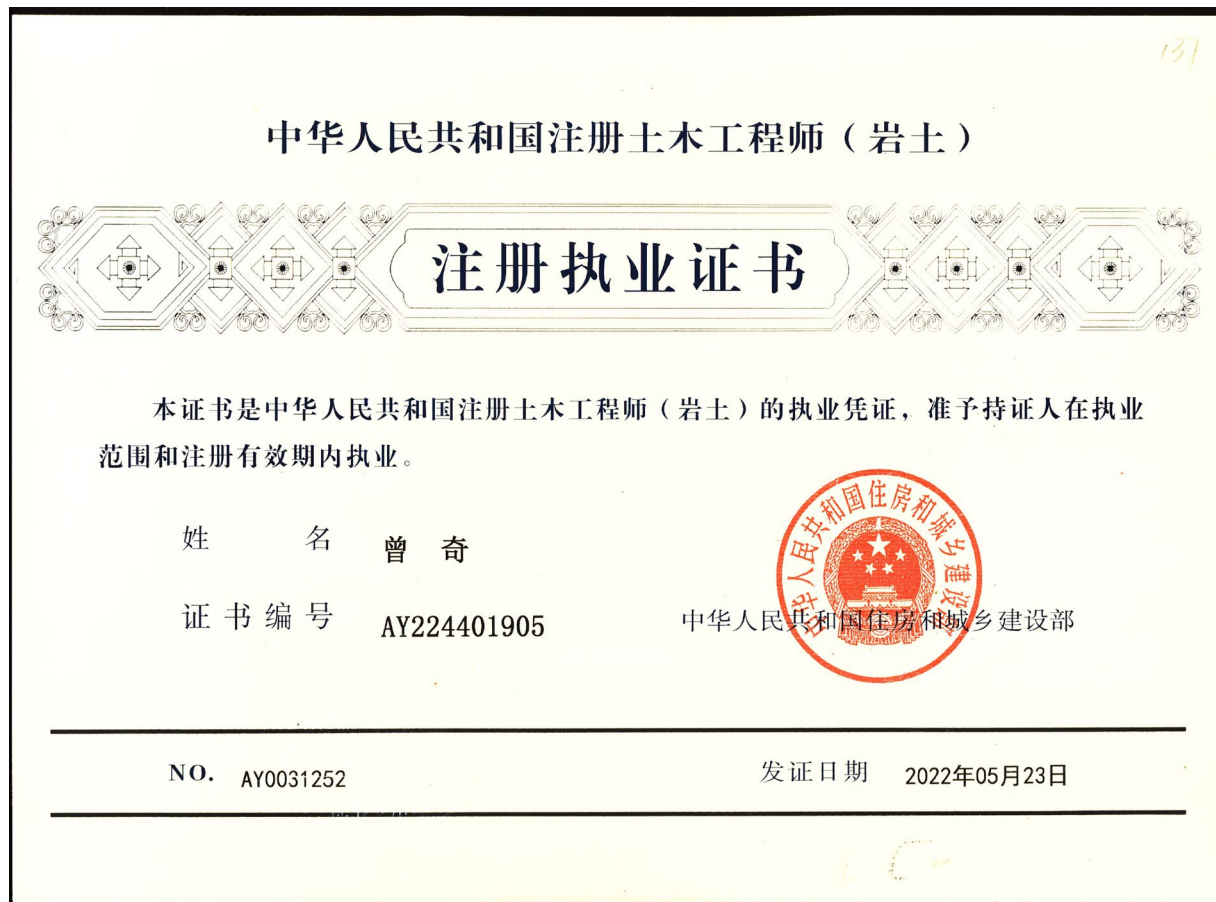 137
中华人民共和国注册土木工程师（岩土）
注册执业证书
本证书是中华人民共和国注册土木工程师（岩土）的执业凭证，准予持证人在执业
范围和注册有效期内执业。
姓 名 曾 奇
证书编号 AY224401905
中华人民共和国住房和城乡建设部
中华人民共和国住房和城乡建设部
NO. AY0031252 发证日期 2022年05月23日